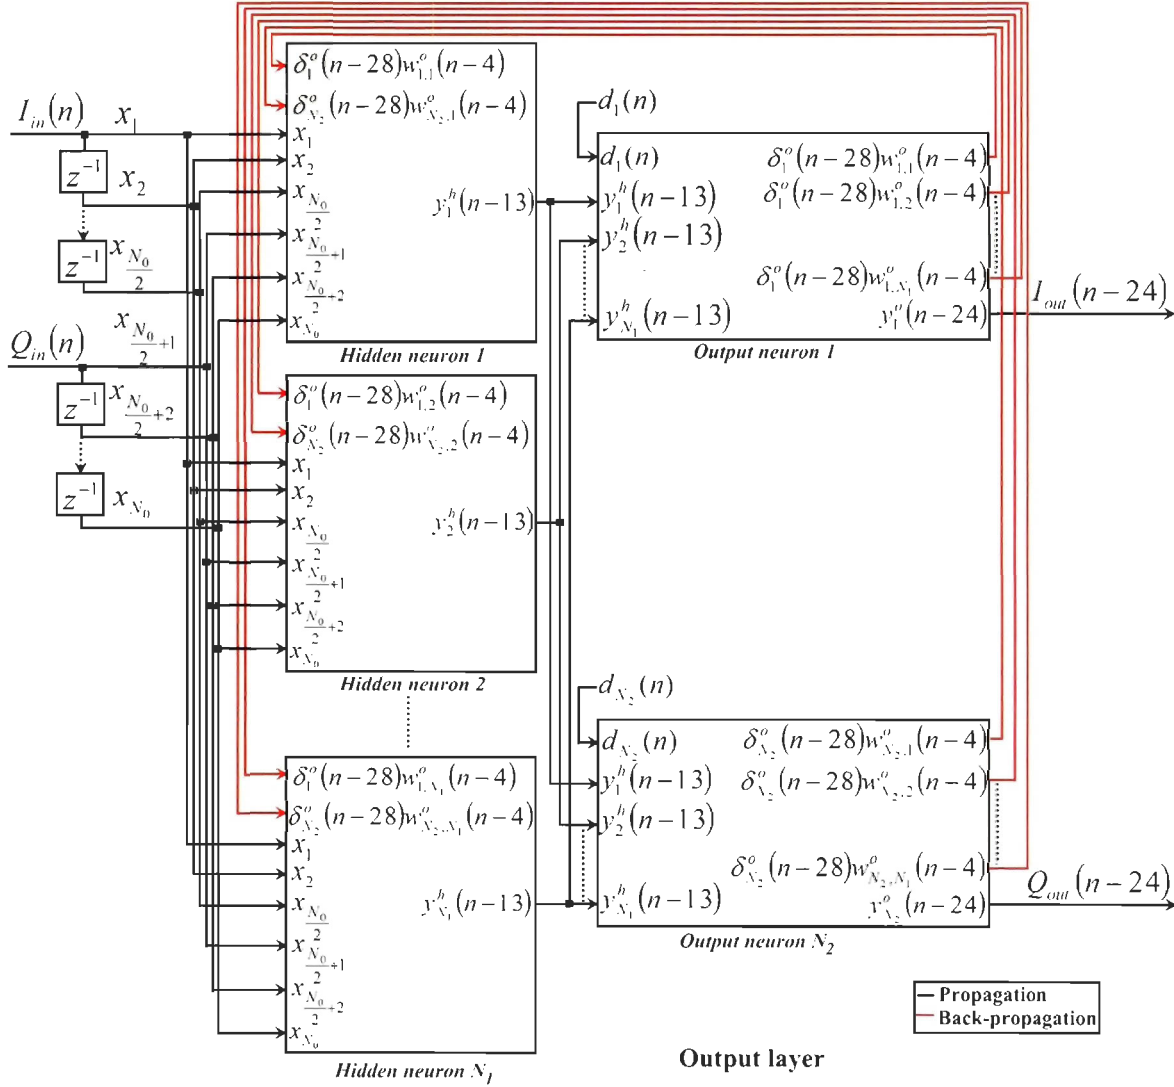 I_in(n)
x_1
z^-1
x_2
z^-1
x_{N_0/2}
Q_in(n)
x_{N_0/2+1}
z^-1
x_{N_0/2+2}
z^-1
x_{N_0}
δ_1^o(n−28)w_{1,1}^o(n−4)
δ_{N_2}^o(n−28)w_{N_2,1}^o(n−4)
x_1
x_2
x_{N_0/2}
x_{N_0/2+1}
x_{N_0/2+2}
x_{N_0}
y_1^h(n−13)
Hidden neuron 1
δ_1^o(n−28)w_{1,2}^o(n−4)
δ_{N_2}^o(n−28)w_{N_2,2}^o(n−4)
x_1
x_2
x_{N_0/2}
x_{N_0/2+1}
x_{N_0/2+2}
x_{N_0}
y_2^h(n−13)
Hidden neuron 2
δ_1^o(n−28)w_{1,N_1}^o(n−4)
δ_{N_2}^o(n−28)w_{N_2,N_1}^o(n−4)
x_1
x_2
x_{N_0/2}
x_{N_0/2+1}
x_{N_0/2+2}
x_{N_0}
y_{N_1}^h(n−13)
Hidden neuron N_1
d_1(n)
d_1(n)
y_1^h(n−13)
y_2^h(n−13)
y_{N_1}^h(n−13)
δ_1^o(n−28)w_{1,1}^o(n−4)
δ_1^o(n−28)w_{1,2}^o(n−4)
δ_1^o(n−28)w_{1,N_1}^o(n−4)
y_1^o(n−24)
I_out(n−24)
Output neuron 1
d_{N_2}(n)
d_{N_2}(n)
y_1^h(n−13)
y_2^h(n−13)
y_{N_1}^h(n−13)
δ_{N_2}^o(n−28)w_{N_2,1}^o(n−4)
δ_{N_2}^o(n−28)w_{N_2,2}^o(n−4)
δ_{N_2}^o(n−28)w_{N_2,N_1}^o(n−4)
y_{N_2}^o(n−24)
Q_out(n−24)
Output neuron N_2
Propagation
Back-propagation
Output layer